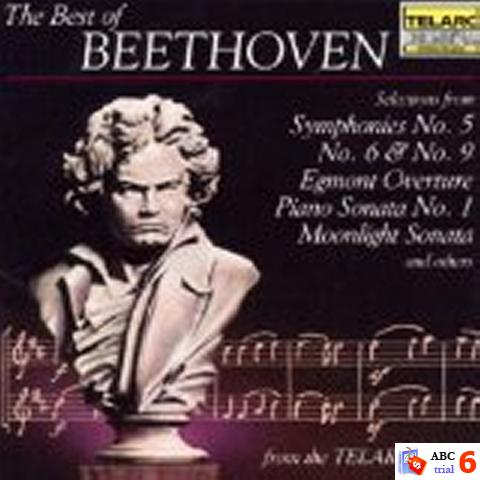 The Best of
BEETHOVEN
TELARC
Selections from
Symphonies No. 5
No. 6 & No. 9
Egmont Overture
Piano Sonata No. 1
Moonlight Sonata
and others
from the TELAR
ABC
trial 6